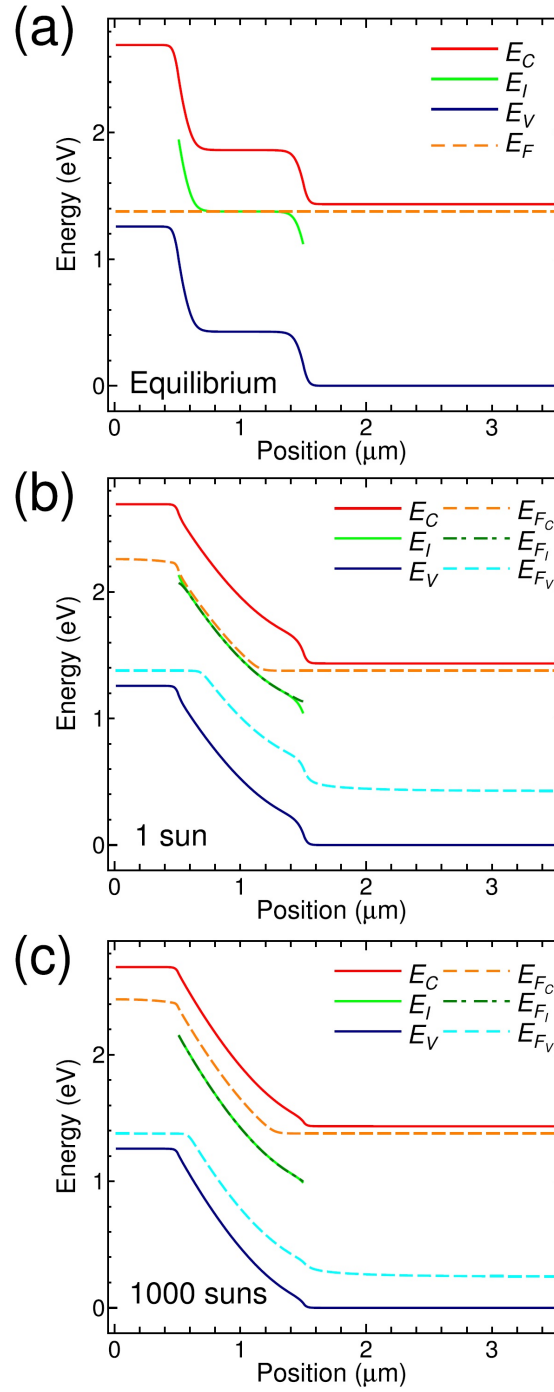 (a)
E_C
E_I
E_V
E_F
2
1
0
Energy (eV)
Equilibrium
0 1 2 3
Position (μm)
(b)
E_C E_{F_C}
E_I E_{F_I}
E_V E_{F_V}
2
1
0
Energy (eV)
1 sun
0 1 2 3
Position (μm)
(c)
E_C E_{F_C}
E_I E_{F_I}
E_V E_{F_V}
2
1
0
Energy (eV)
1000 suns
0 1 2 3
Position (μm)